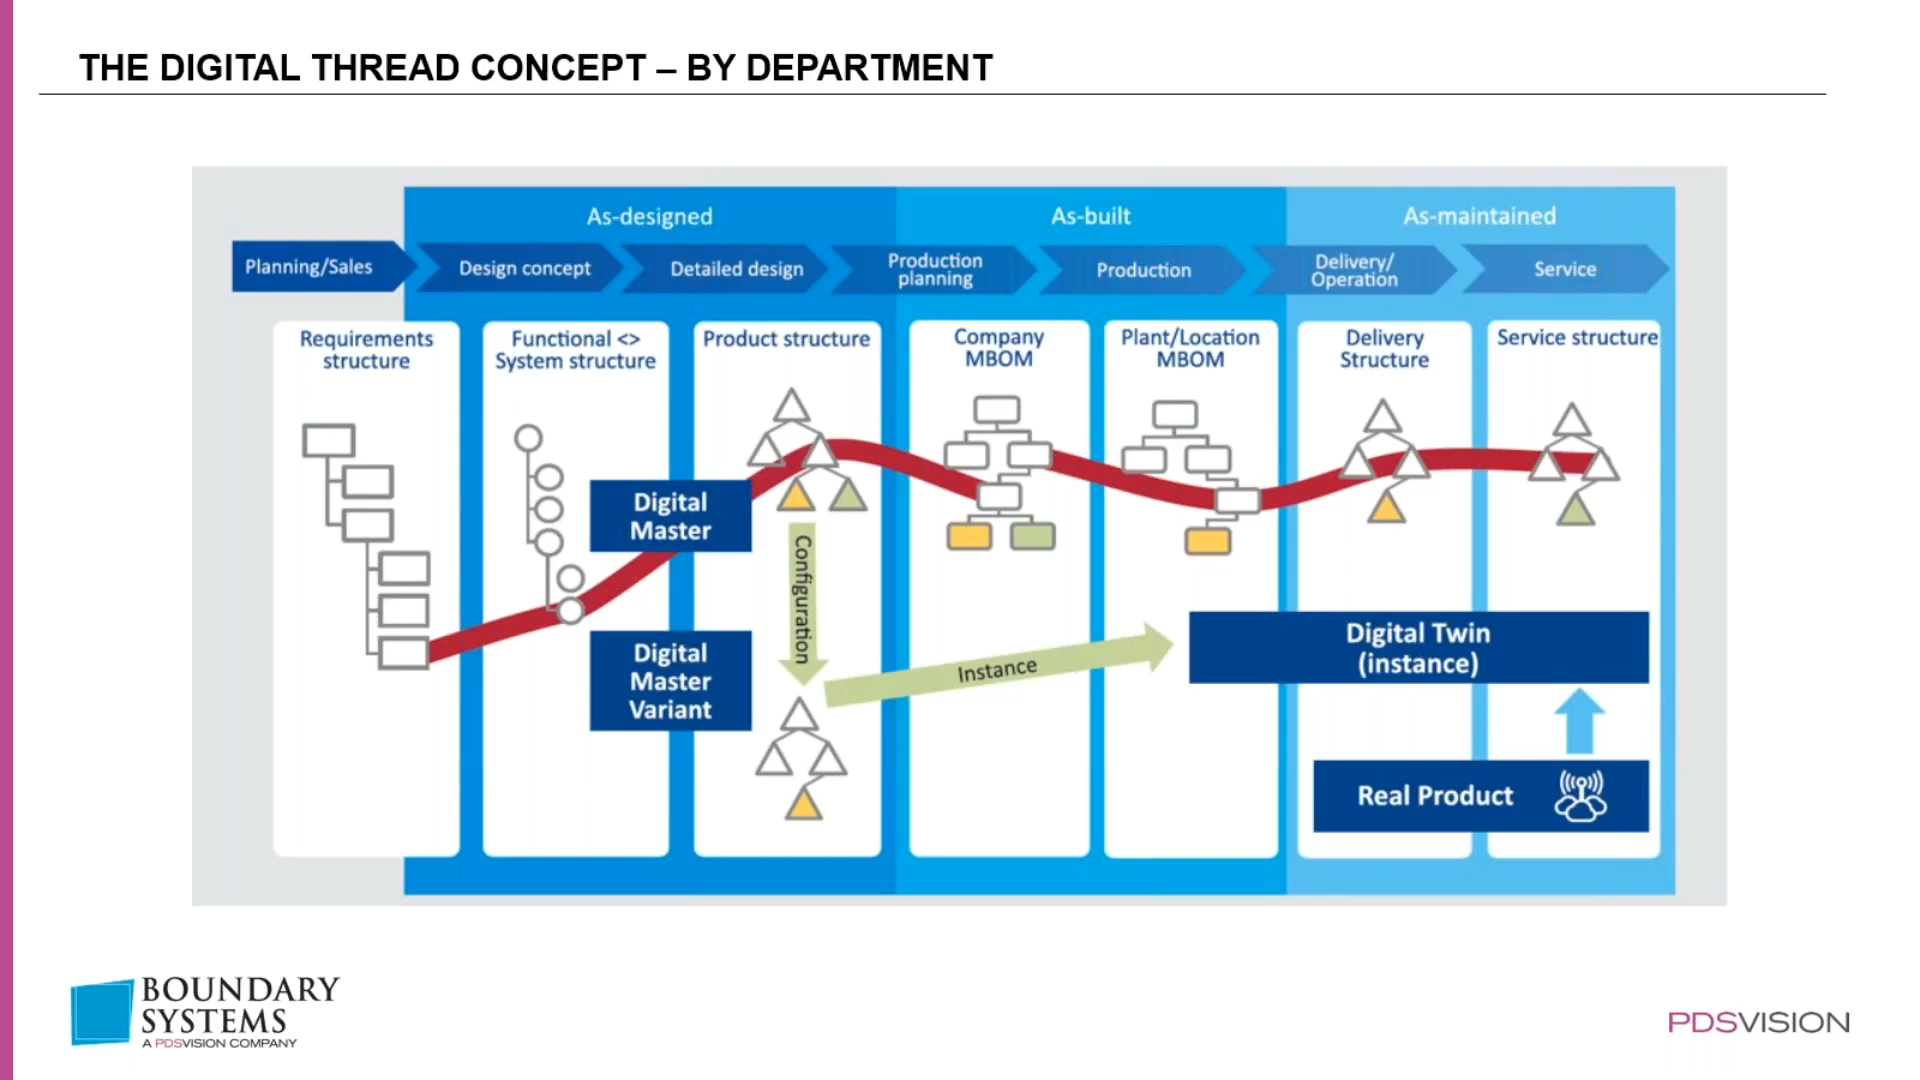 THE DIGITAL THREAD CONCEPT – BY DEPARTMENT
As-designed
As-built
As-maintained
Planning/Sales
Design concept
Detailed design
Production
planning
Production
Delivery/
Operation
Service
Requirements
structure
Functional <>
System structure
Product structure
Company
MBOM
Plant/Location
MBOM
Delivery
Structure
Service structure
Digital
Master
Configuration
Digital
Master
Variant
Instance
Digital Twin
(instance)
Real Product
BOUNDARY
SYSTEMS
A PDSVISION COMPANY
PDSVISION